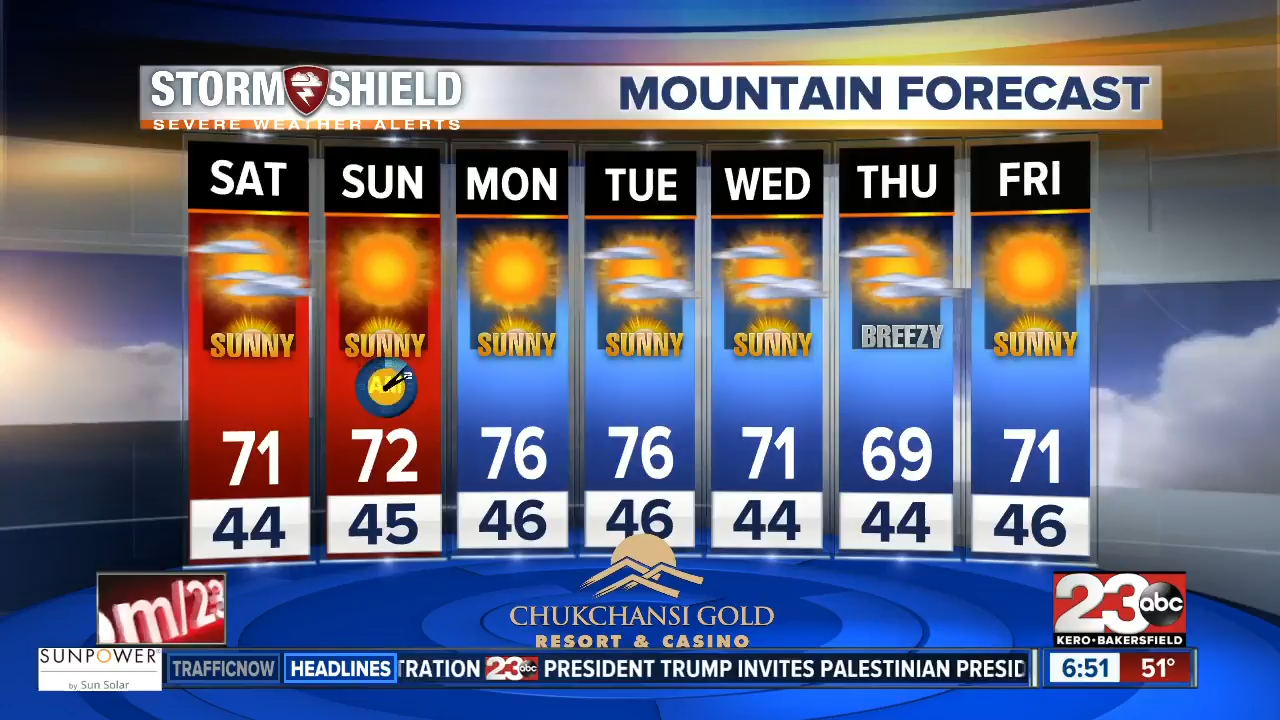 STORM SHIELD
SEVERE WEATHER ALERTS
MOUNTAIN FORECAST
SAT SUN MON TUE WED THU FRI
SUNNY SUNNY SUNNY SUNNY SUNNY BREEZY SUNNY
AM
71 72 76 76 71 69 71
44 45 46 46 44 44 46
m/23
CHUKCHANSI GOLD
RESORT & CASINO
23 abc
KERO•BAKERSFIELD
SUNPOWER
by Sun Solar
TRAFFICNOW HEADLINES TRATION 23 abc PRESIDENT TRUMP INVITES PALESTINIAN PRESID 6:51 51°